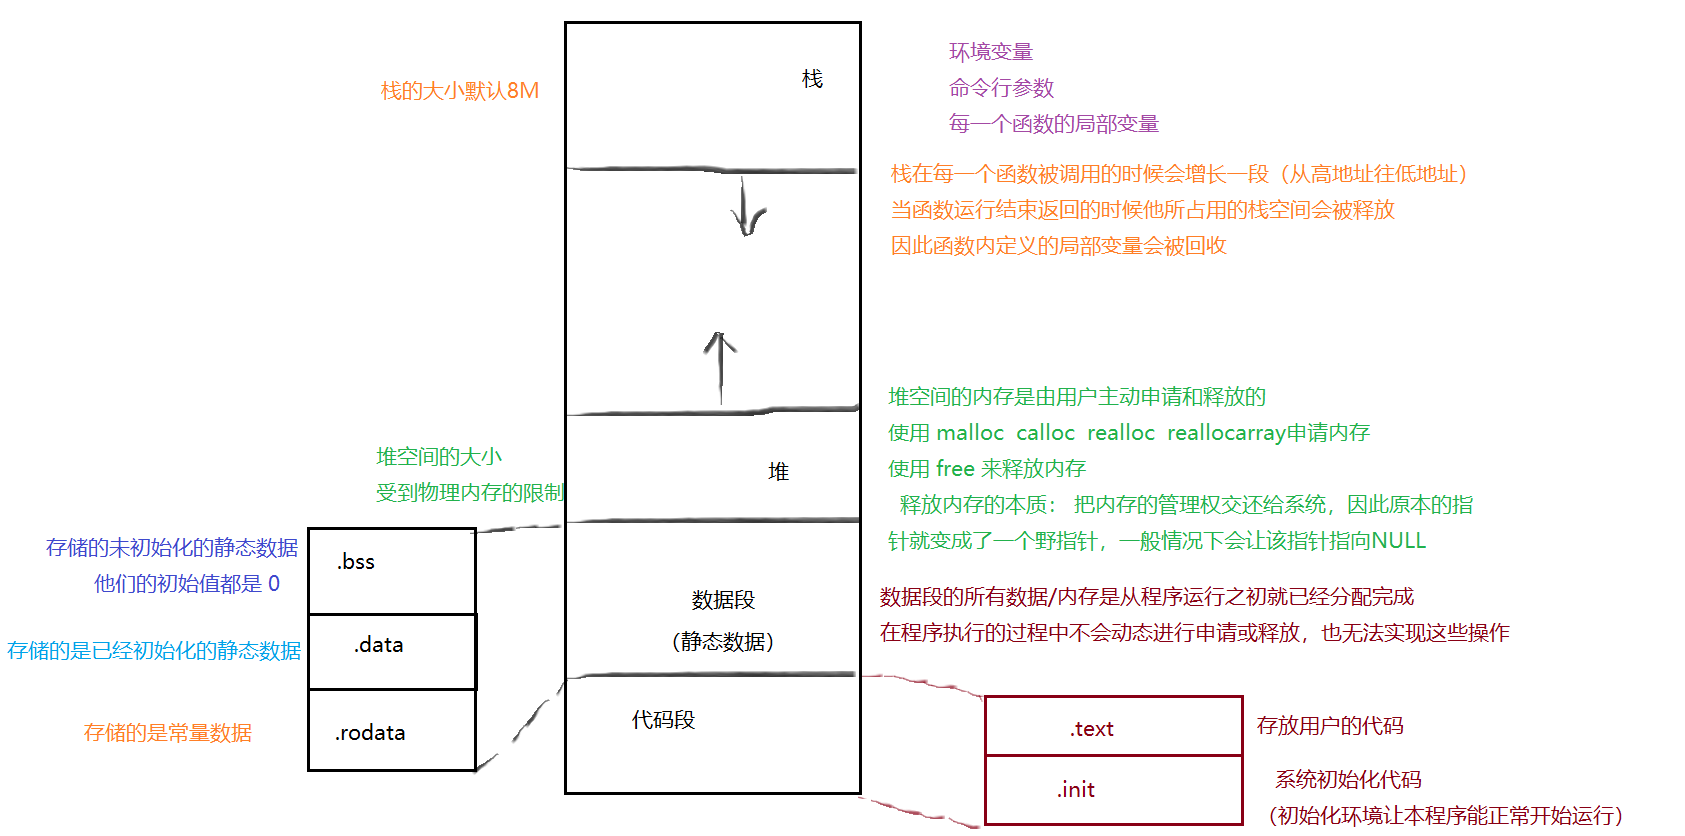 环境变量
栈
栈的大小默认8M
命令行参数
每一个函数的局部变量
栈在每一个函数被调用的时候会增长一段（从高地址往低地址）
当函数运行结束返回的时候他所占用的栈空间会被释放
因此函数内定义的局部变量会被回收
堆空间的内存是由用户主动申请和释放的
使用 malloc  calloc  realloc  reallocarray申请内存
堆空间的大小
使用 free 来释放内存
堆
受到物理内存的限制
释放内存的本质： 把内存的管理权交还给系统，因此原本的指
针就变成了一个野指针，一般情况下会让该指针指向NULL
存储的未初始化的静态数据
.bss
他们的初始值都是 0
数据段
数据段的所有数据/内存是从程序运行之初就已经分配完成
（静态数据）
在程序执行的过程中不会动态进行申请或释放，也无法实现这些操作
存储的是已经初始化的静态数据
.data
代码段
存储的是常量数据
.rodata
.text
存放用户的代码
.init
系统初始化代码
（初始化环境让本程序能正常开始运行）